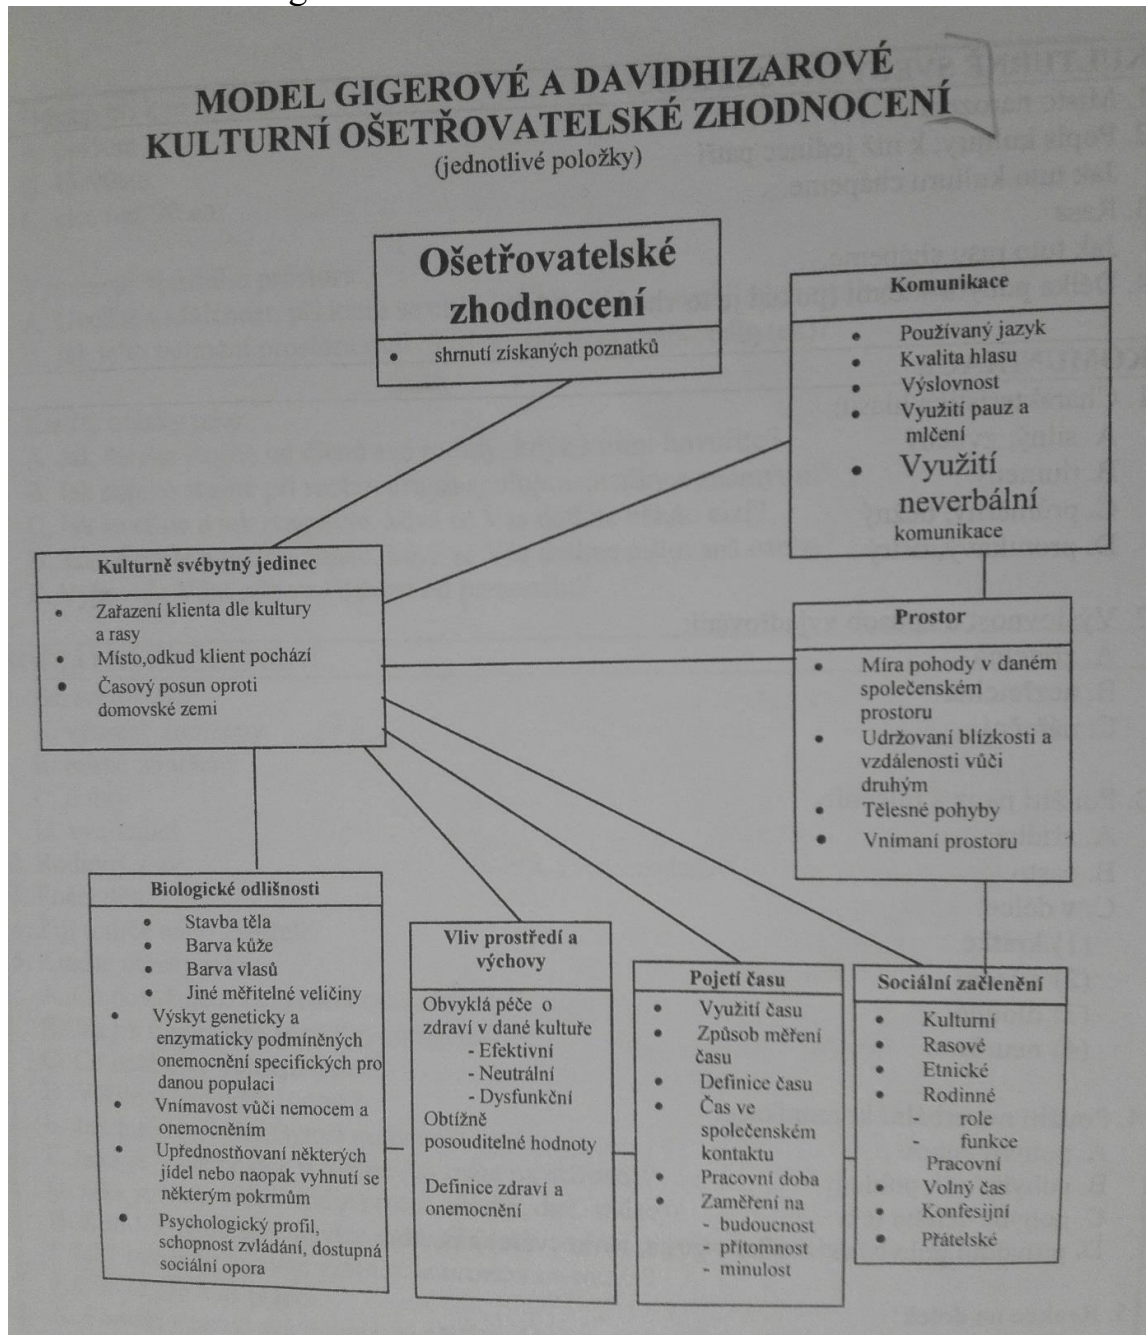 MODEL GIGEROVÉ A DAVIDHIZAROVÉ
KULTURNÍ OŠETŘOVATELSKÉ ZHODNOCENÍ
(jednotlivé položky)
Ošetřovatelské
zhodnocení
• shrnutí získaných poznatků
Komunikace
• Používaný jazyk
• Kvalita hlasu
• Výslovnost
• Využití pauz a
mlčení
• Využití
neverbální
komunikace
Kulturně svébytný jedinec
• Zařazení klienta dle kultury
a rasy
• Místo,odkud klient pochází
• Časový posun oproti
domovské zemi
Prostor
• Míra pohody v daném
společenském
prostoru
• Udržovaní blízkosti a
vzdálenosti vůči
druhým
• Tělesné pohyby
• Vnímaní prostoru
Biologické odlišnosti
• Stavba těla
• Barva kůže
• Barva vlasů
• Jiné měřitelné veličiny
• Výskyt geneticky a
enzymaticky podmíněných
onemocnění specifických pro
danou populaci
• Vnímavost vůči nemocem a
onemocněním
• Upřednostňovaní některých
jídel nebo naopak vyhnutí se
některým pokrmům
• Psychologický profil,
schopnost zvládání, dostupná
sociální opora
Vliv prostředí a
výchovy
Obvyklá péče o
zdraví v dané kultuře
- Efektivní
- Neutrální
- Dysfunkční
Obtížně
posouditelné hodnoty
Definice zdraví a
onemocnění
Pojetí času
• Využití času
• Způsob měření
času
• Definice času
• Čas ve
společenském
kontaktu
• Pracovní doba
• Zaměření na
- budoucnost
- přítomnost
- minulost
Sociální začlenění
• Kulturní
• Rasové
• Etnické
• Rodinné
- role
- funkce
Pracovní
• Volný čas
• Konfesijní
• Přátelské